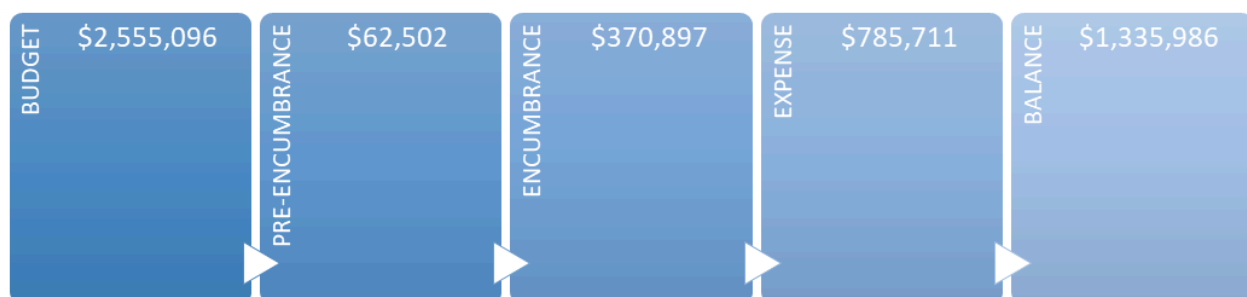 BUDGET
$2,555,096
PRE-ENCUMBRANCE
$62,502
ENCUMBRANCE
$370,897
EXPENSE
$785,711
BALANCE
$1,335,986